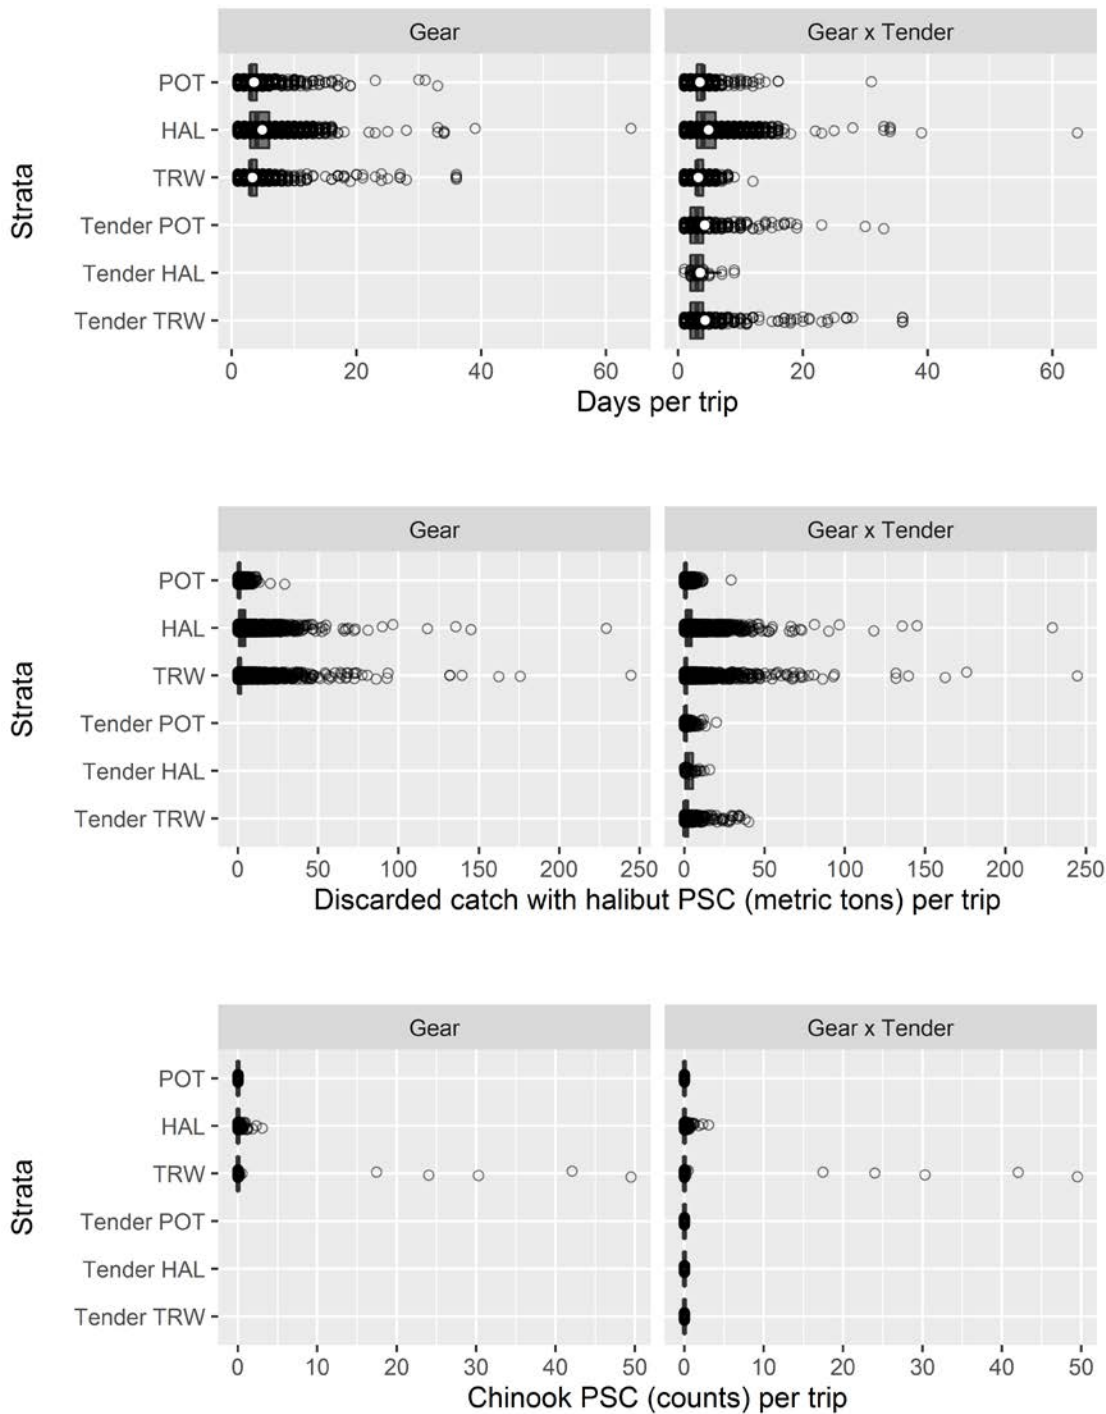 Gear Gear x Tender
Strata
POT
HAL
TRW
Tender POT
Tender HAL
Tender TRW
0 20 40 60 0 20 40 60
Days per trip
Gear Gear x Tender
Strata
POT
HAL
TRW
Tender POT
Tender HAL
Tender TRW
0 50 100 150 200 250 0 50 100 150 200 250
Discarded catch with halibut PSC (metric tons) per trip
Gear Gear x Tender
Strata
POT
HAL
TRW
Tender POT
Tender HAL
Tender TRW
0 10 20 30 40 50 0 10 20 30 40 50
Chinook PSC (counts) per trip